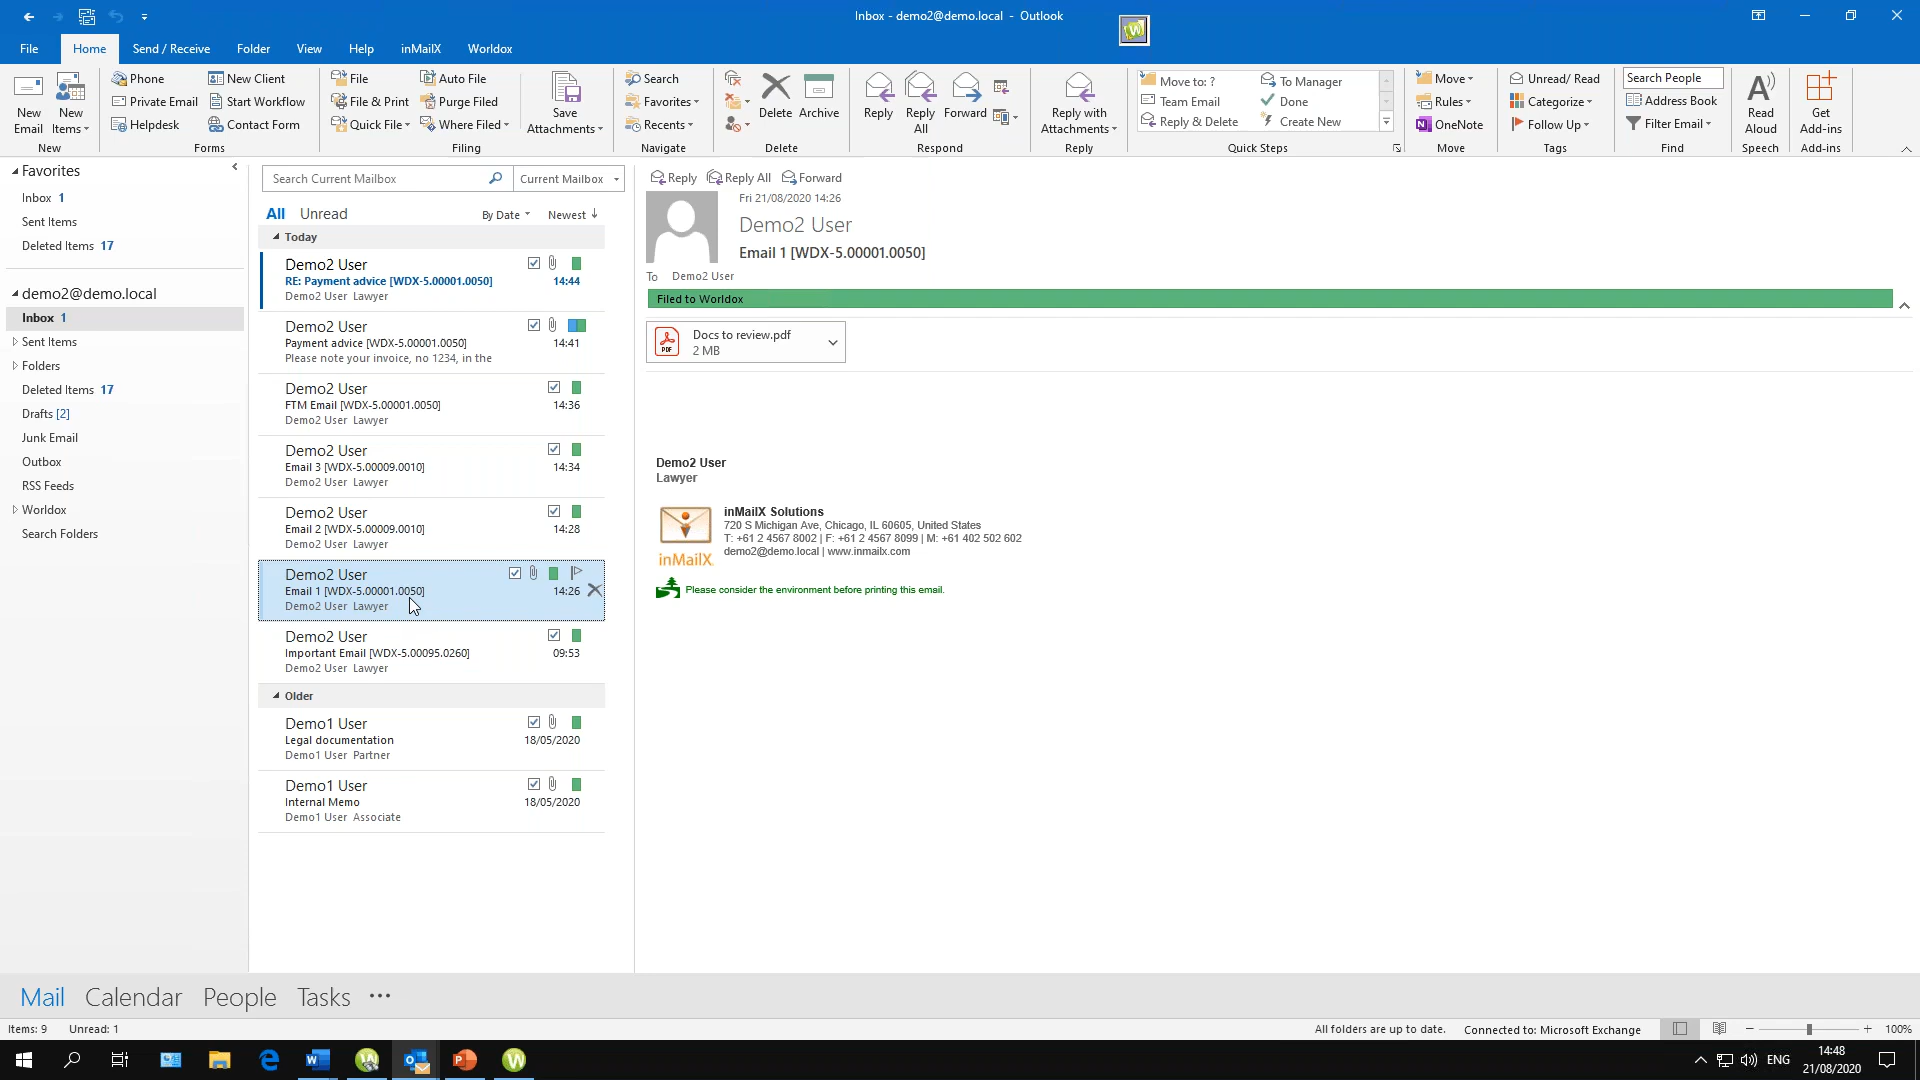 Inbox - demo2@demo.local - Outlook
File Home Send / Receive Folder View Help inMailX Worldox
New Email
New Items
New
Phone
Private Email
Helpdesk
New Client
Start Workflow
Contact Form
Forms
File
File & Print
Quick File
Auto File
Purge Filed
Where Filed
Save Attachments
Filing
Search
Favorites
Recents
Navigate
Delete
Archive
Delete
Reply
Reply All
Forward
Respond
Reply with Attachments
Reply
Move to: ?
Team Email
Reply & Delete
To Manager
Done
Create New
Quick Steps
Move
Rules
OneNote
Move
Unread/ Read
Categorize
Follow Up
Tags
Search People
Address Book
Filter Email
Find
Read Aloud
Speech
Get Add-ins
Add-ins
Favorites
Inbox 1
Sent Items
Deleted Items 17
demo2@demo.local
Inbox 1
Sent Items
Folders
Deleted Items 17
Drafts [2]
Junk Email
Outbox
RSS Feeds
Worldox
Search Folders
Search Current Mailbox
Current Mailbox
All Unread
By Date
Newest
Today
Demo2 User
RE: Payment advice [WDX-5.00001.0050] 14:44
Demo2 User Lawyer
Demo2 User
Payment advice [WDX-5.00001.0050] 14:41
Please note your invoice, no 1234, in the
Demo2 User
FTM Email [WDX-5.00001.0050] 14:36
Demo2 User Lawyer
Demo2 User
Email 3 [WDX-5.00009.0010] 14:34
Demo2 User Lawyer
Demo2 User
Email 2 [WDX-5.00009.0010] 14:28
Demo2 User Lawyer
Demo2 User
Email 1 [WDX-5.00001.0050] 14:26
Demo2 User Lawyer
Demo2 User
Important Email [WDX-5.00095.0260] 09:53
Demo2 User Lawyer
Older
Demo1 User
Legal documentation 18/05/2020
Demo1 User Partner
Demo1 User
Internal Memo 18/05/2020
Demo1 User Associate
Reply Reply All Forward
Fri 21/08/2020 14:26
Demo2 User
Email 1 [WDX-5.00001.0050]
To Demo2 User
Filed to Worldox
PDF
Docs to review.pdf
2 MB
Demo2 User
Lawyer
inMailX
inMailX Solutions
720 S Michigan Ave, Chicago, IL 60605, United States
T: +61 2 4567 8002 | F: +61 2 4567 8099 | M: +61 402 502 602
demo2@demo.local | www.inmailx.com
Please consider the environment before printing this email.
Mail Calendar People Tasks ...
Items: 9 Unread: 1
All folders are up to date. Connected to: Microsoft Exchange
100%
ENG
14:48
21/08/2020